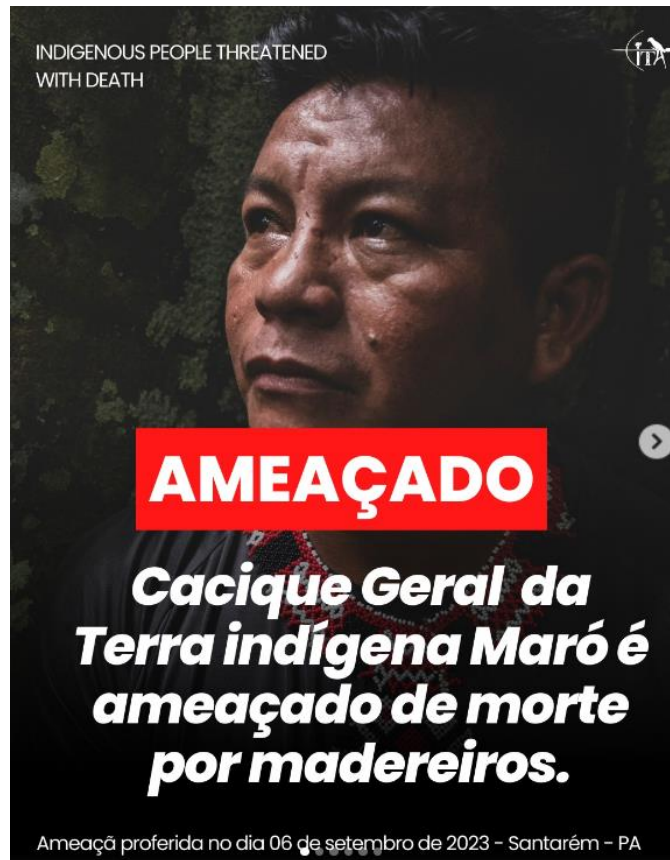 INDIGENOUS PEOPLE THREATENED
WITH DEATH
CITA
AMEAÇADO
Cacique Geral da
Terra indígena Maró é
ameaçado de morte
por madereiros.
Ameaçã proferida no dia 06 de setembro de 2023 - Santarém - PA